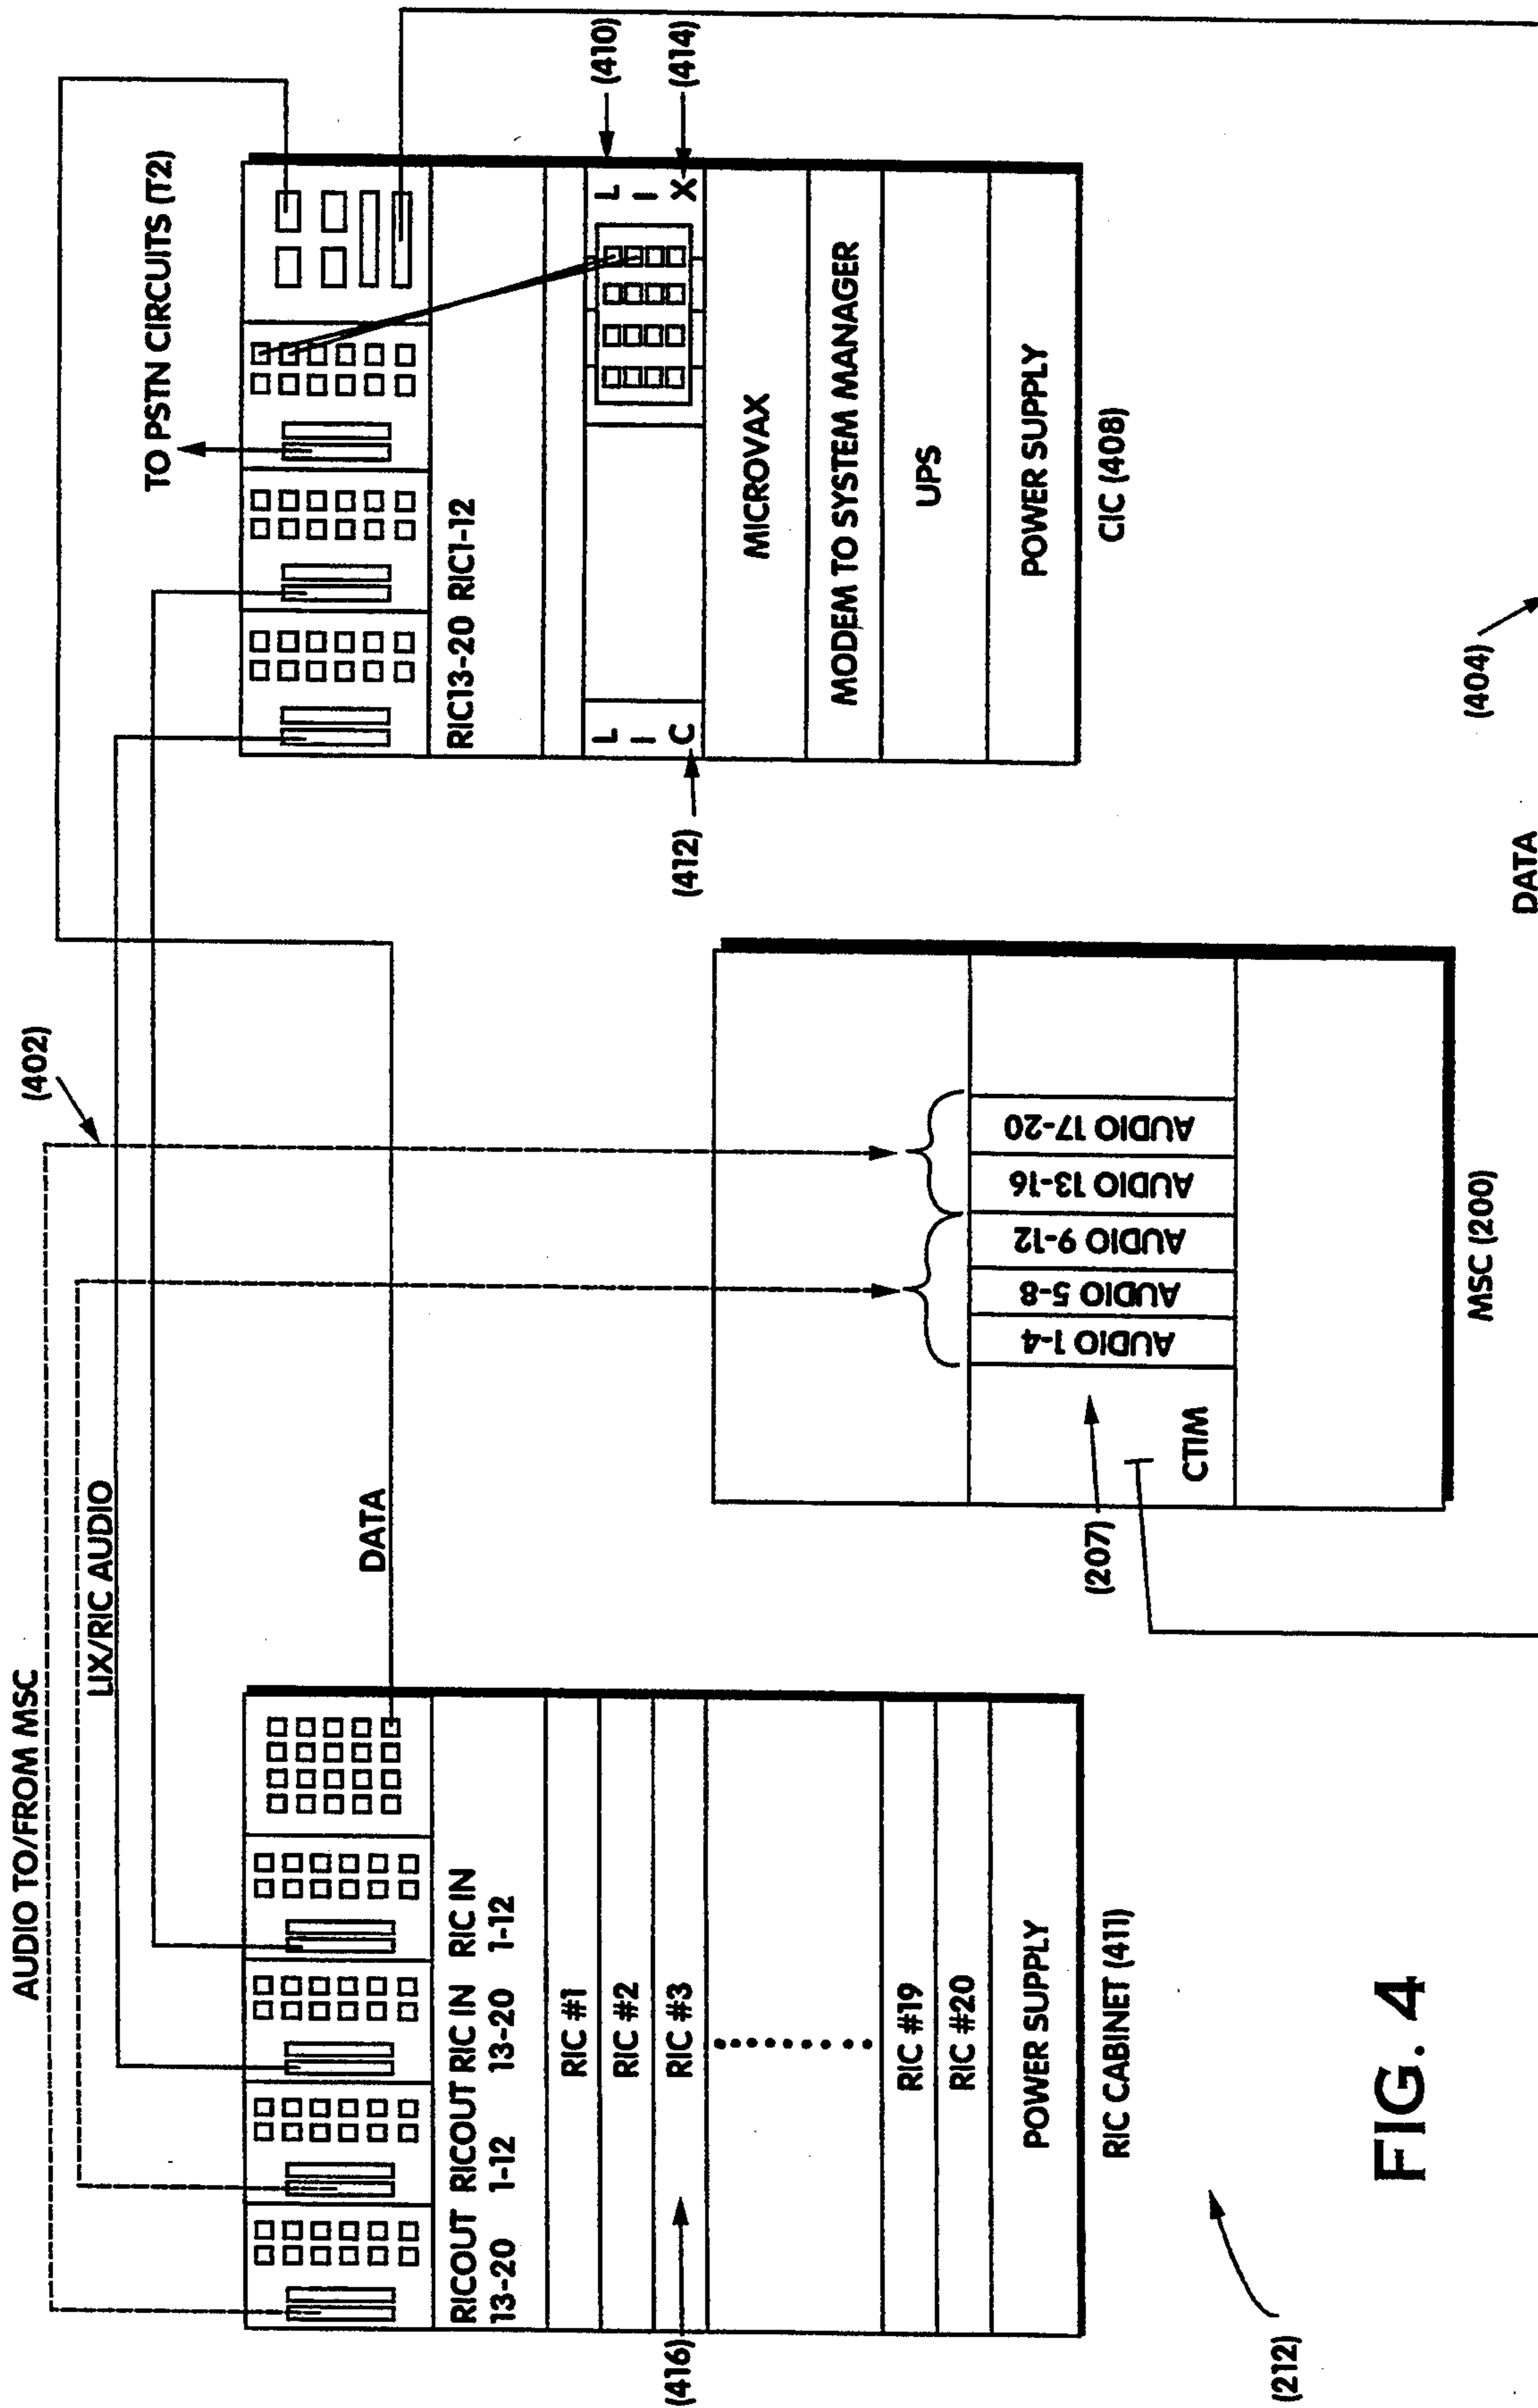 AUDIO TO/FROM MSC
(402)
LIX/RIC AUDIO
DATA
RICOUT RICOUT RIC IN RIC IN
13-20 1-12 13-20 1-12
RIC #1
RIC #2
RIC #3
RIC #19
RIC #20
POWER SUPPLY
RIC CABINET (411)
(416)
(212)
(207)
CTIM
AUDIO 1-4
AUDIO 5-8
AUDIO 9-12
AUDIO 13-16
AUDIO 17-20
MSC (200)
TO PSTN CIRCUITS (T2)
RIC13-20 RIC1-12
LIC
LIX
(410)
(414)
(412)
MICROVAX
MODEM TO SYSTEM MANAGER
UPS
POWER SUPPLY
CIC (408)
(404)
DATA
FIG. 4